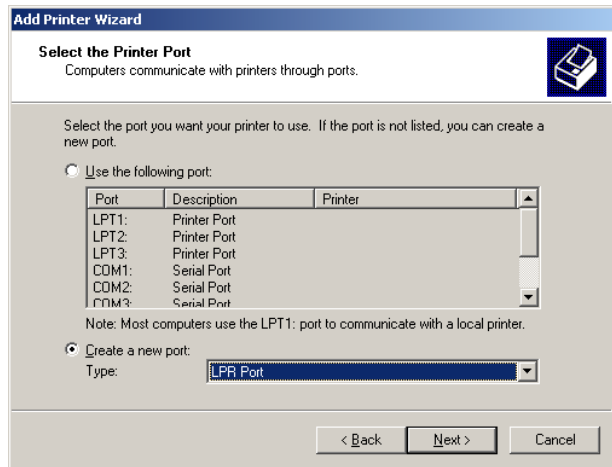 Add Printer Wizard
Select the Printer Port
Computers communicate with printers through ports.
Select the port you want your printer to use. If the port is not listed, you can create a
new port.
Use the following port:
Port Description Printer
LPT1: Printer Port
LPT2: Printer Port
LPT3: Printer Port
COM1: Serial Port
COM2: Serial Port
COM3: Serial Port
Note: Most computers use the LPT1: port to communicate with a local printer.
Create a new port:
Type: LPR Port
< Back Next > Cancel